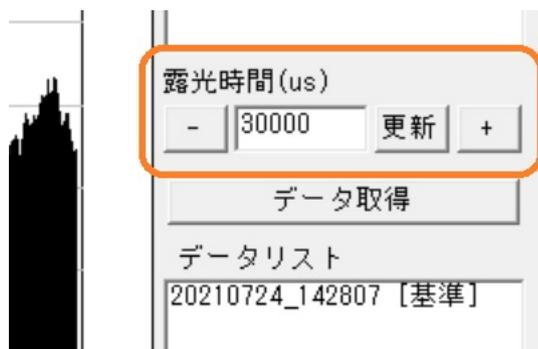 露光時間(us)
- 30000 更新 +
データ取得
データリスト
20210724_142807 [基準]